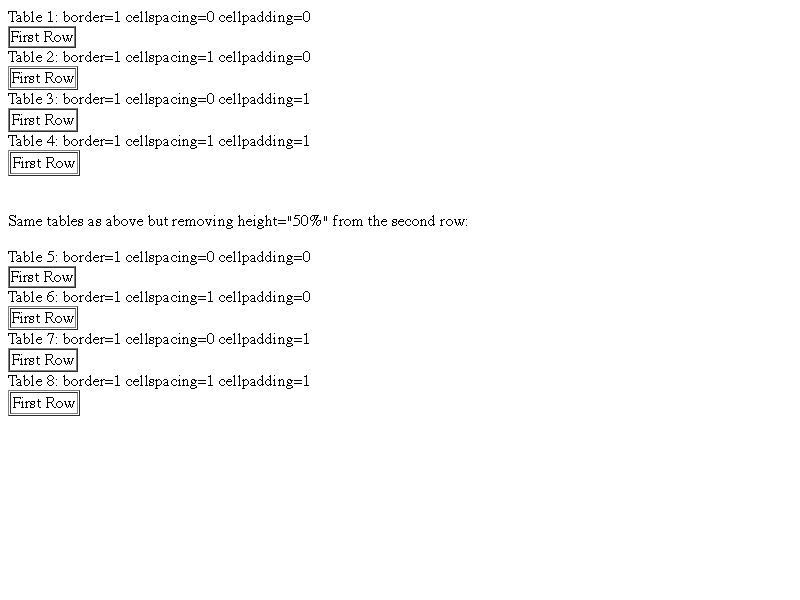 Table 1: border=1 cellspacing=0 cellpadding=0
First Row
Table 2: border=1 cellspacing=1 cellpadding=0
First Row
Table 3: border=1 cellspacing=0 cellpadding=1
First Row
Table 4: border=1 cellspacing=1 cellpadding=1
First Row
Same tables as above but removing height="50%" from the second row:
Table 5: border=1 cellspacing=0 cellpadding=0
First Row
Table 6: border=1 cellspacing=1 cellpadding=0
First Row
Table 7: border=1 cellspacing=0 cellpadding=1
First Row
Table 8: border=1 cellspacing=1 cellpadding=1
First Row